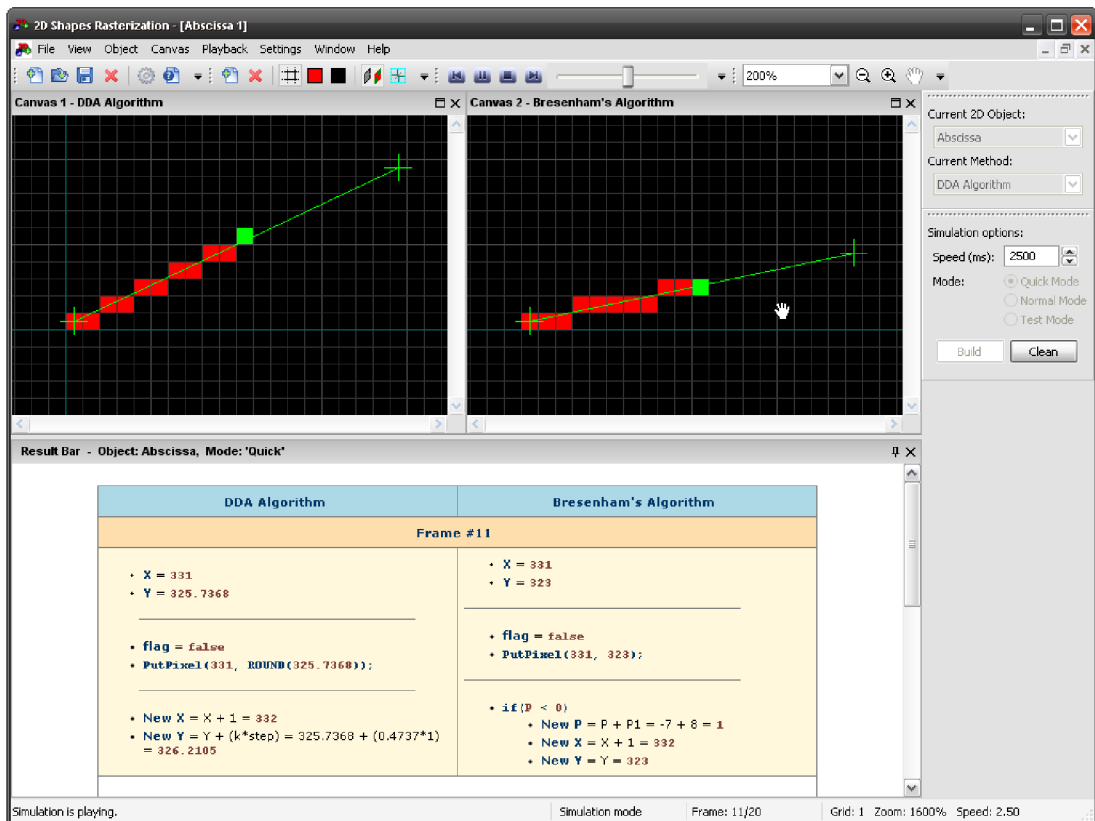 2D Shapes Rasterization - [Abscissa 1]
File View Object Canvas Playback Settings Window Help
200%
Canvas 1 - DDA Algorithm
Canvas 2 - Bresenham's Algorithm
Current 2D Object:
Abscissa
Current Method:
DDA Algorithm
Simulation options:
Speed (ms): 2500
Mode: Quick Mode
Normal Mode
Test Mode
Build Clean
Result Bar - Object: Abscissa, Mode: 'Quick'
DDA Algorithm
Bresenham's Algorithm
Frame #11
• X = 331
• Y = 325.7368
• flag = false
• PutPixel(331, ROUND(325.7368));
• New X = X + 1 = 332
• New Y = Y + (k*step) = 325.7368 + (0.4737*1)
= 326.2105
• X = 331
• Y = 323
• flag = false
• PutPixel(331, 323);
• if(P < 0)
• New P = P + P1 = -7 + 8 = 1
• New X = X + 1 = 332
• New Y = Y = 323
Simulation is playing.
Simulation mode
Frame: 11/20
Grid: 1 Zoom: 1600% Speed: 2.50